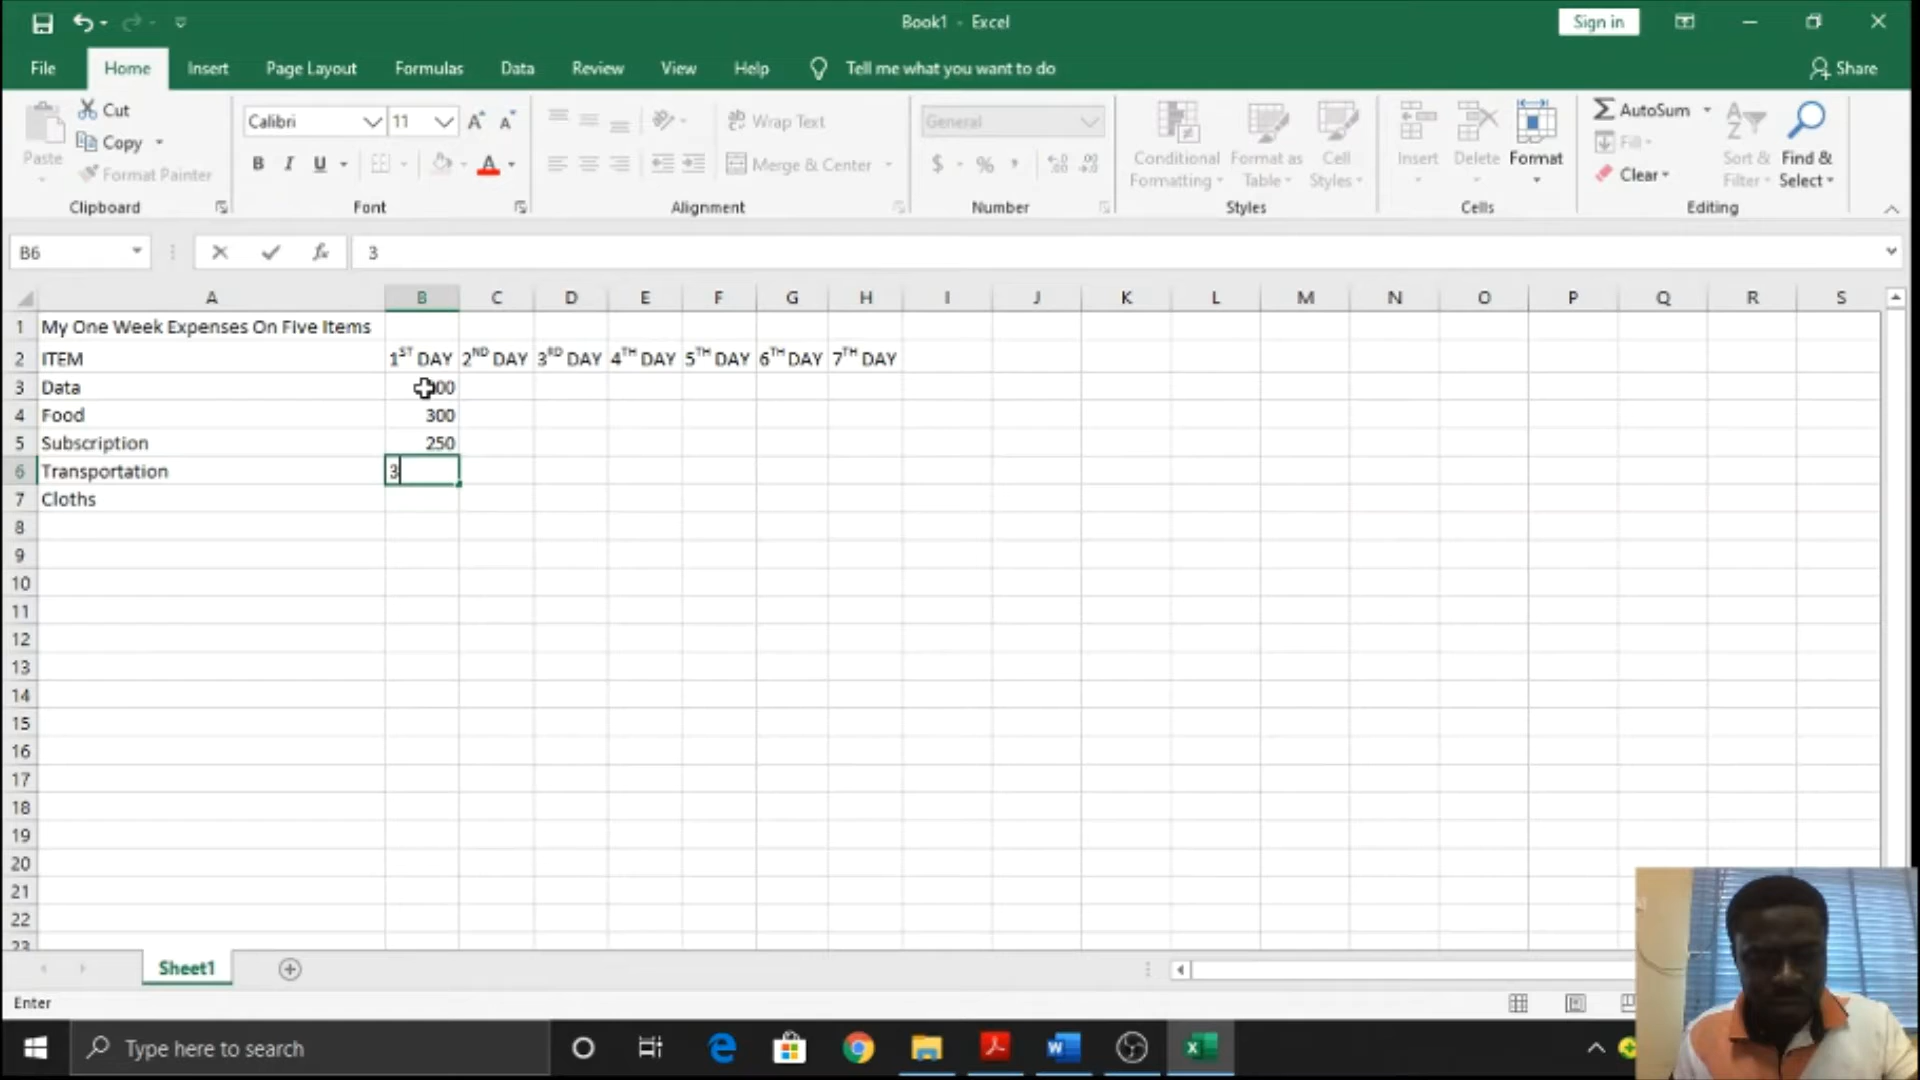 Book1 - Excel
Sign in
File Home Insert Page Layout Formulas Data Review View Help Tell me what you want to do Share
Paste
Cut
Copy
Format Painter
Clipboard
Calibri 11
B I U A
Font
Wrap Text
Merge & Center
Alignment
General
$ % ,
Number
Conditional Formatting
Format as Table
Cell Styles
Styles
Insert Delete Format
Cells
AutoSum
Fill
Clear
Sort & Filter
Find & Select
Editing
B6 fx 3
A B C D E F G H I J K L M N O P Q R S
1 My One Week Expenses On Five Items
2 ITEM 1ST DAY 2ND DAY 3RD DAY 4TH DAY 5TH DAY 6TH DAY 7TH DAY
3 Data
4 Food 300
5 Subscription 250
6 Transportation 3
7 Cloths
8
9
10
11
12
13
14
15
16
17
18
19
20
21
22
23
Sheet1
Enter
Type here to search